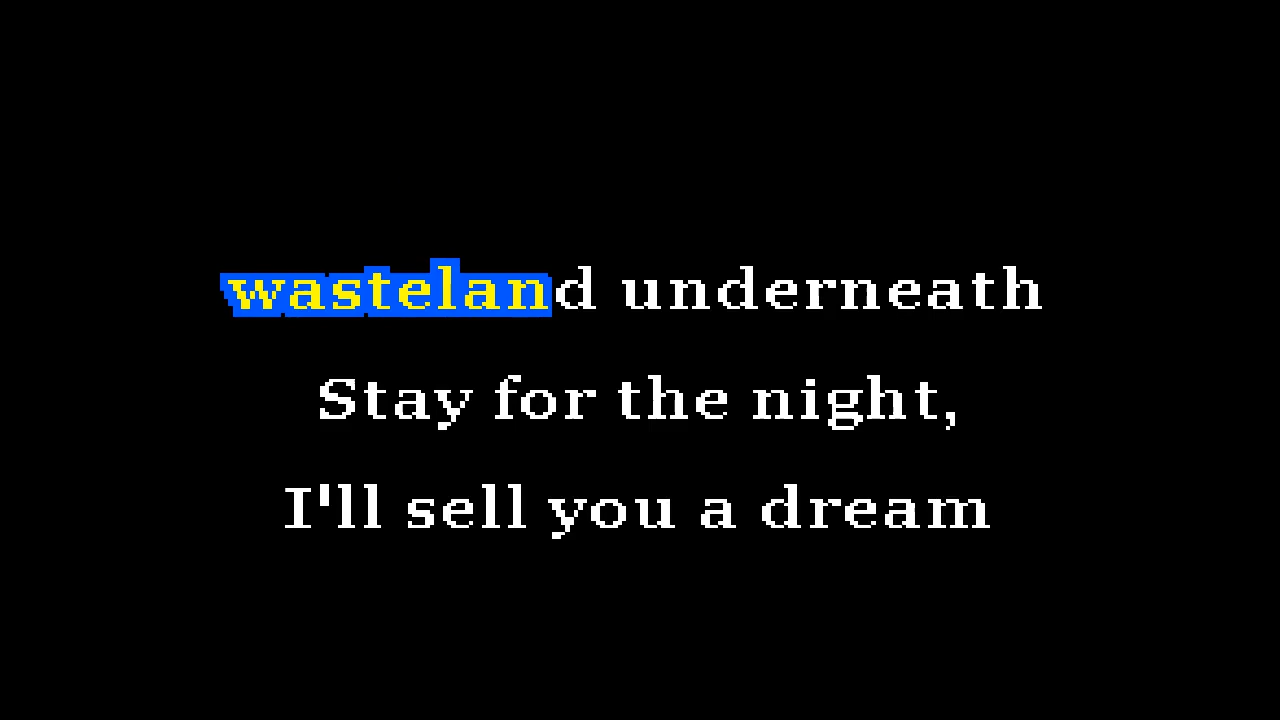 wasteland underneath
Stay for the night,
I'll sell you a dream